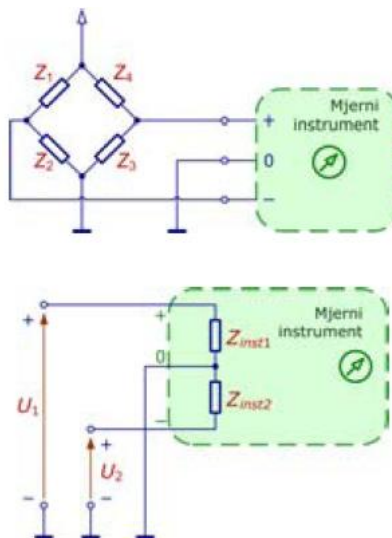 Z1 Z4
Z2 Z3
Mjerni
instrument
+
0
−
Mjerni
instrument
+
+
Zinst1
0
Zinst2
−
+
U1
U2
−
−